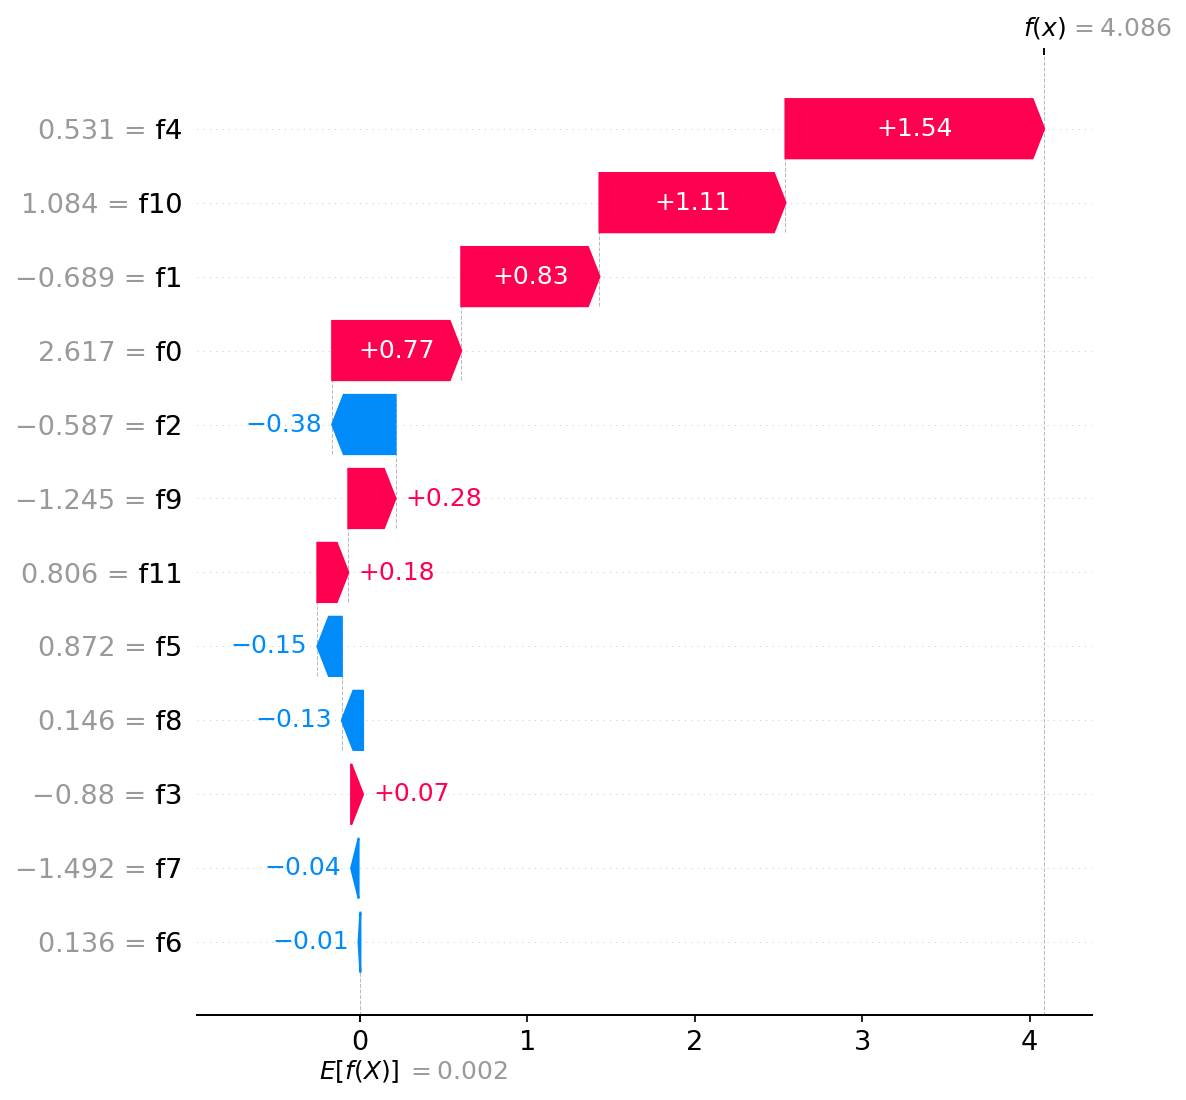 f(x) = 4.086
0.531 = f4 +1.54
1.084 = f10 +1.11
−0.689 = f1 +0.83
2.617 = f0 +0.77
−0.587 = f2 −0.38
−1.245 = f9 +0.28
0.806 = f11 +0.18
0.872 = f5 −0.15
0.146 = f8 −0.13
−0.88 = f3 +0.07
−1.492 = f7 −0.04
0.136 = f6 −0.01
0 1 2 3 4
E[f(X)] = 0.002